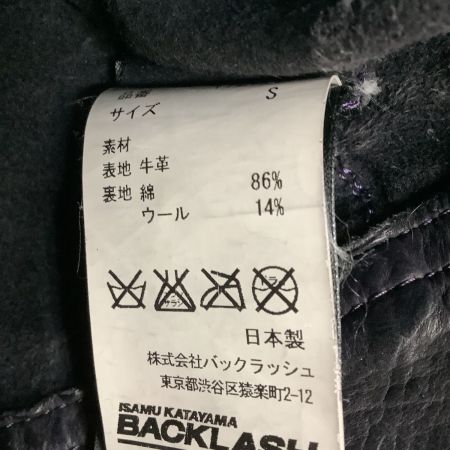 品番
サイズ S
素材
表地 牛革
裏地 綿 86%
ウール 14%
日本製
株式会社バックラッシュ
東京都渋谷区猿楽町2-12
ISAMU KATAYAMA
BACKLASH